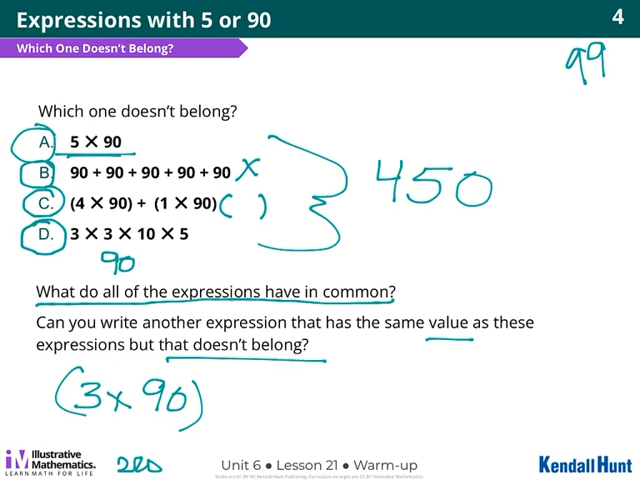 Expressions with 5 or 90
4
Which One Doesn't Belong?
99
Which one doesn't belong?
A. 5 × 90
B. 90 + 90 + 90 + 90 + 90 X
C. (4 × 90) + (1 × 90) ( )
D. 3 × 3 × 10 × 5
450
90
What do all of the expressions have in common?
Can you write another expression that has the same value as these
expressions but that doesn't belong?
(3 x 90)
iM Illustrative
Mathematics®
LEARN MATH FOR LIFE
Unit 6 ● Lesson 21 ● Warm-up
Kendall Hunt